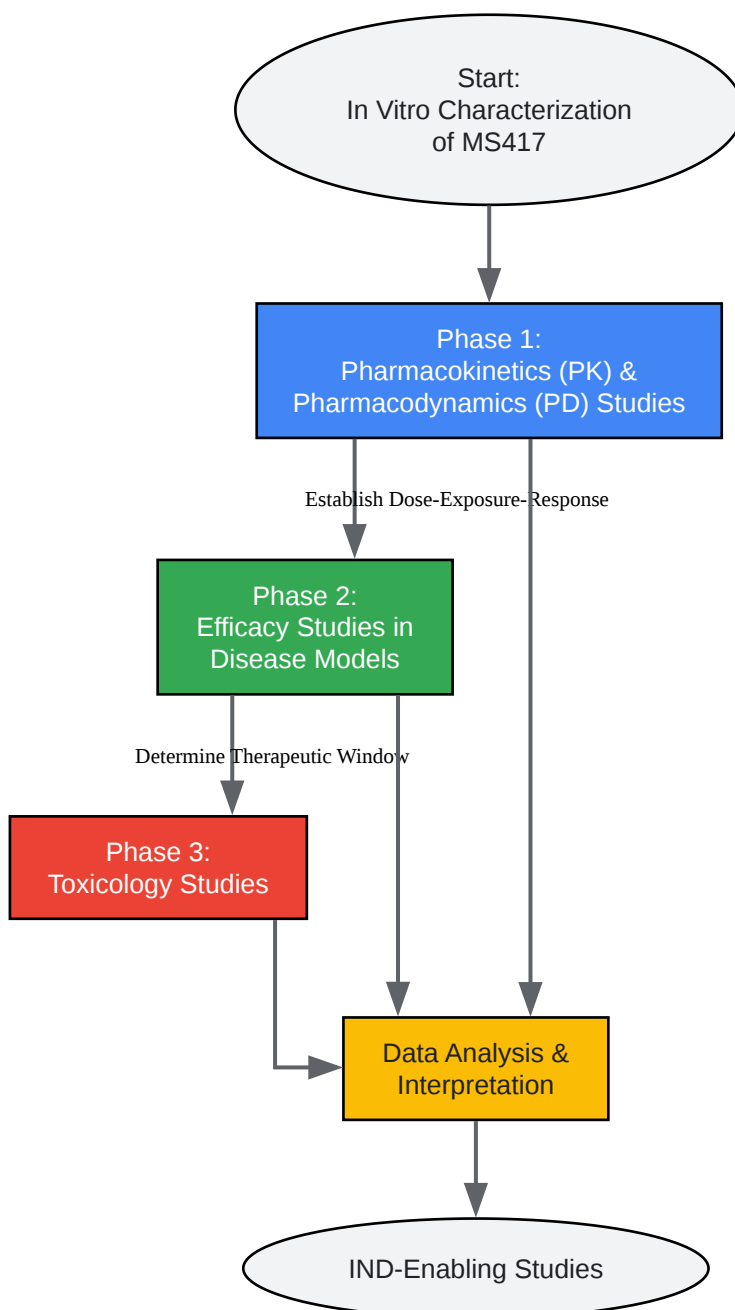 Start:
In Vitro Characterization
of MS417
Phase 1:
Pharmacokinetics (PK) &
Pharmacodynamics (PD) Studies
Establish Dose-Exposure-Response
Phase 2:
Efficacy Studies in
Disease Models
Determine Therapeutic Window
Phase 3:
Toxicology Studies
Data Analysis &
Interpretation
IND-Enabling Studies